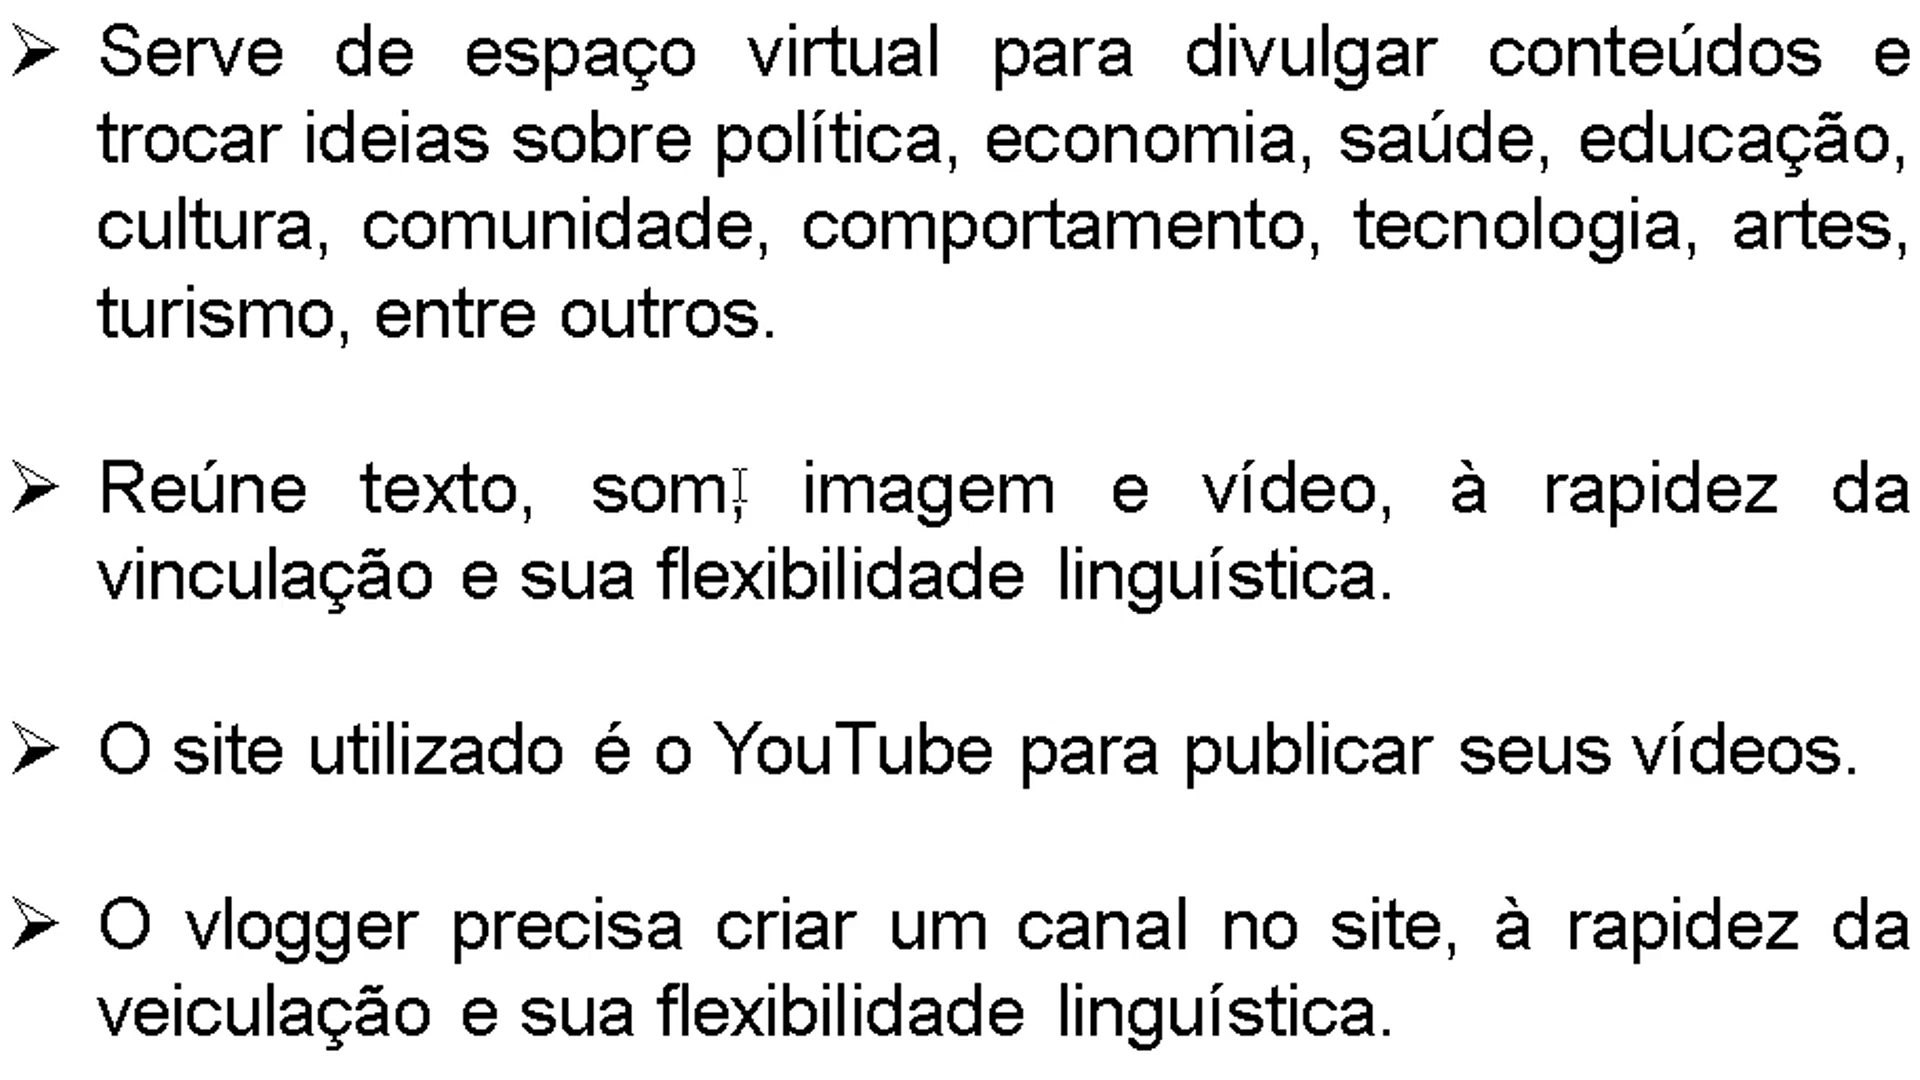 Serve de espaço virtual para divulgar conteúdos e
trocar ideias sobre política, economia, saúde, educação,
cultura, comunidade, comportamento, tecnologia, artes,
turismo, entre outros.
Reúne texto, som, imagem e vídeo, à rapidez da
vinculação e sua flexibilidade linguística.
O site utilizado é o YouTube para publicar seus vídeos.
O vlogger precisa criar um canal no site, à rapidez da
veiculação e sua flexibilidade linguística.